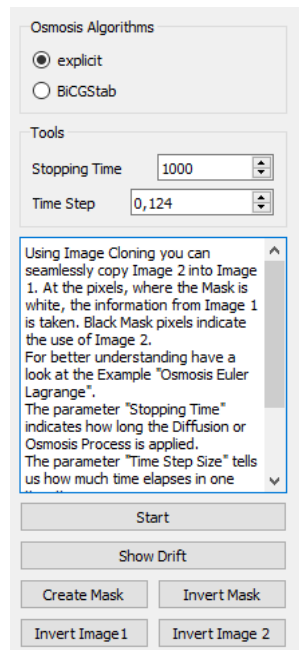 Osmosis Algorithms
explicit
BiCGStab
Tools
Stopping Time 1000
Time Step 0,124
Using Image Cloning you can
seamlessly copy Image 2 into Image
1. At the pixels, where the Mask is
white, the information from Image 1
is taken. Black Mask pixels indicate
the use of Image 2.
For better understanding have a
look at the Example "Osmosis Euler
Lagrange".
The parameter "Stopping Time"
indicates how long the Diffusion or
Osmosis Process is applied.
The parameter "Time Step Size" tells
us how much time elapses in one
Start
Show Drift
Create Mask Invert Mask
Invert Image1 Invert Image 2